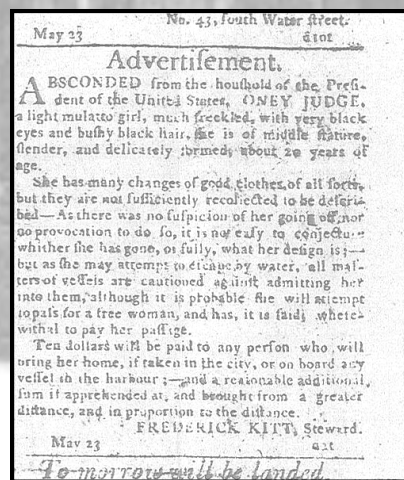 No. 43, south Water street.
May 23 d10t
Advertisement.
ABSCONDED from the houshold of the Presi-
dent of the United States, ONEY JUDGE,
a light mulatto girl, much freckled, with very black
eyes and bushy black hair, she is of middle stature,
slender, and delicately formed, about 20 years of
age.
She has many changes of good clothes, of all sorts,
but they are not sufficiently recollected to be descri-
bed—As there was no suspicion of her going off, nor
no provocation to do so, it is not easy to conjecture
whither she has gone, or fully, what her design is;—
but as she may attempt to escape by water, all mas-
ters of vessels are cautioned against admitting her
into them, although it is probable she will attempt
to pass for a free woman, and has, it is said, where-
withal to pay her passage.
Ten dollars will be paid to any person who will
bring her home, if taken in the city, or on board any
vessel in the harbour;—and a reasonable additional
sum if apprehended at, and brought from a greater
distance, and in proportion to the distance.
FREDERICK KITT, Steward.
May 23
To-morrow will be landed,